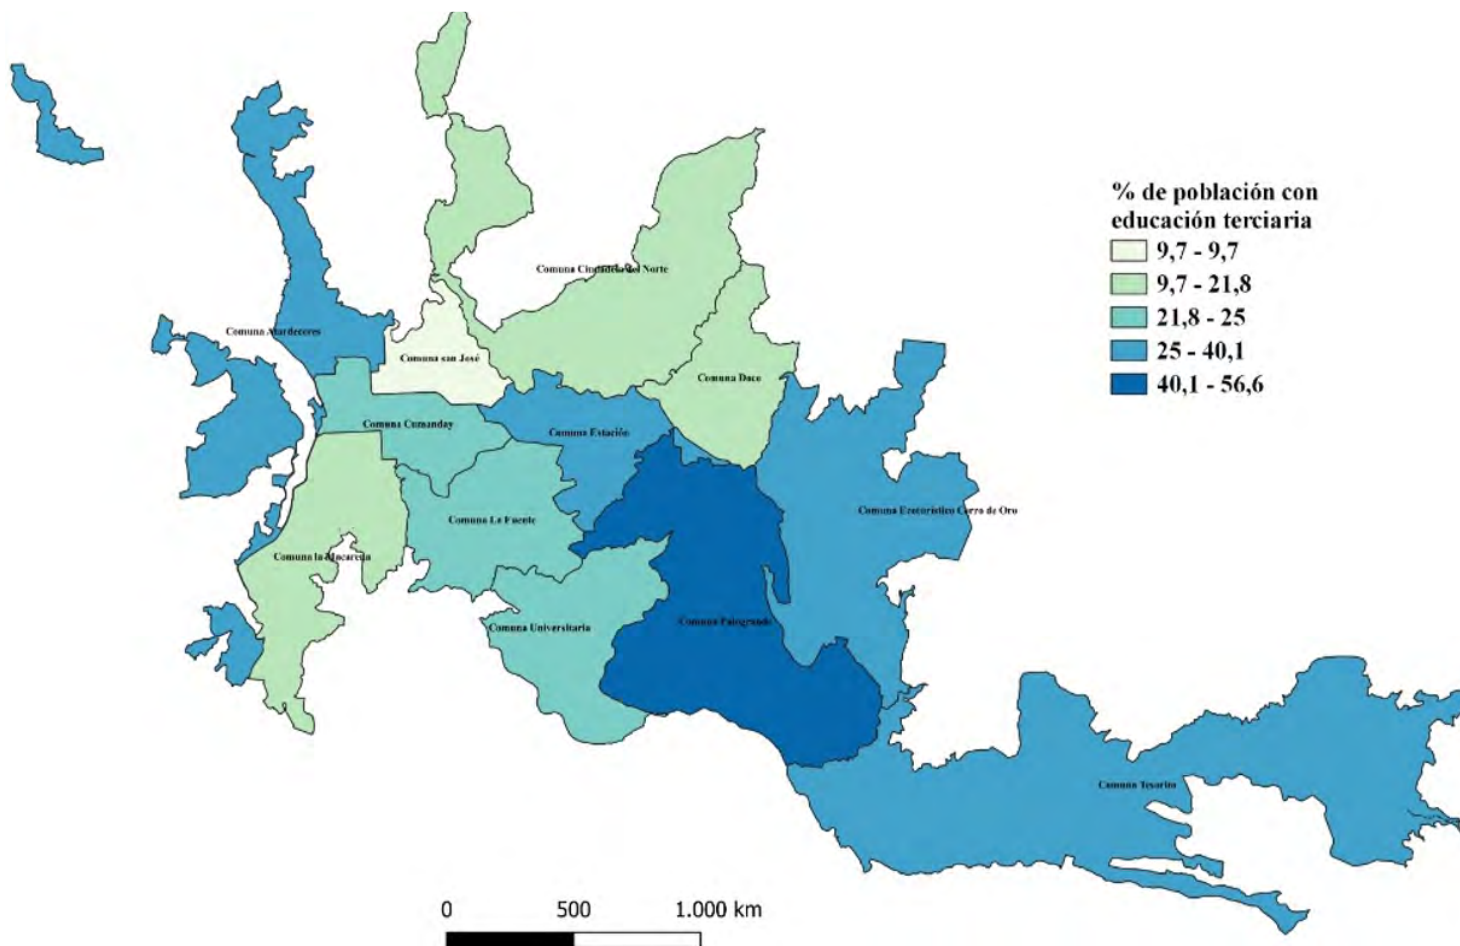 % de población con
educación terciaria
9,7 - 9,7
9,7 - 21,8
21,8 - 25
25 - 40,1
40,1 - 56,6
Comuna Ciudadela del Norte
Comuna Atardeceres
Comuna san José
Comuna Doce
Comuna Cumanday
Comuna Estación
Comuna Ecoturístico Cerro de Oro
Comuna La Fuente
Comuna la Macarena
Comuna Universitaria
Comuna Palogrande
Comuna Tesorito
0 500 1.000 km